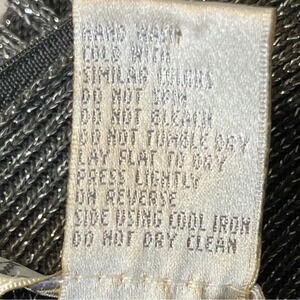 HAND WASH
COLD WITH
SIMILAR COLORS
DO NOT SPIN
DO NOT BLEACH
DO NOT TUMBLE DRY
LAY FLAT TO DRY
PRESS LIGHTLY
ON REVERSE
SIDE USING COOL IRON
DO NOT DRY CLEAN